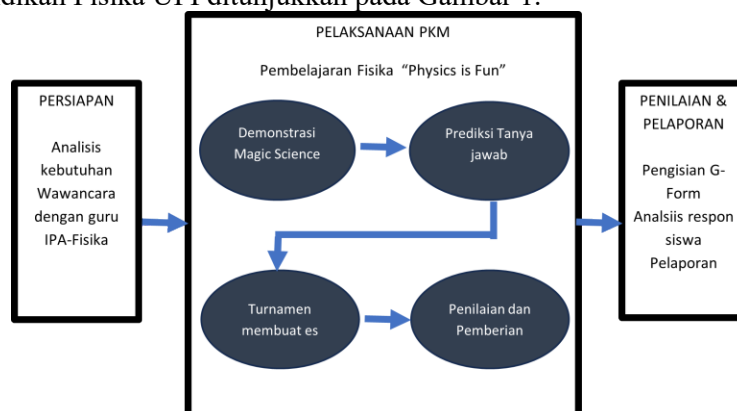 dikan Fisika UPI ditunjukkan pada Gambar 1.
PERSIAPAN
Analisis
kebutuhan
Wawancara
dengan guru
IPA-Fisika
PELAKSANAAN PKM
Pembelajaran Fisika “Physics is Fun”
Demonstrasi
Magic Science
Prediksi Tanya
jawab
Turnamen
membuat es
Penilaian dan
Pemberian
PENILAIAN &
PELAPORAN
Pengisian G-
Form
Analsiis respon
siswa
Pelaporan